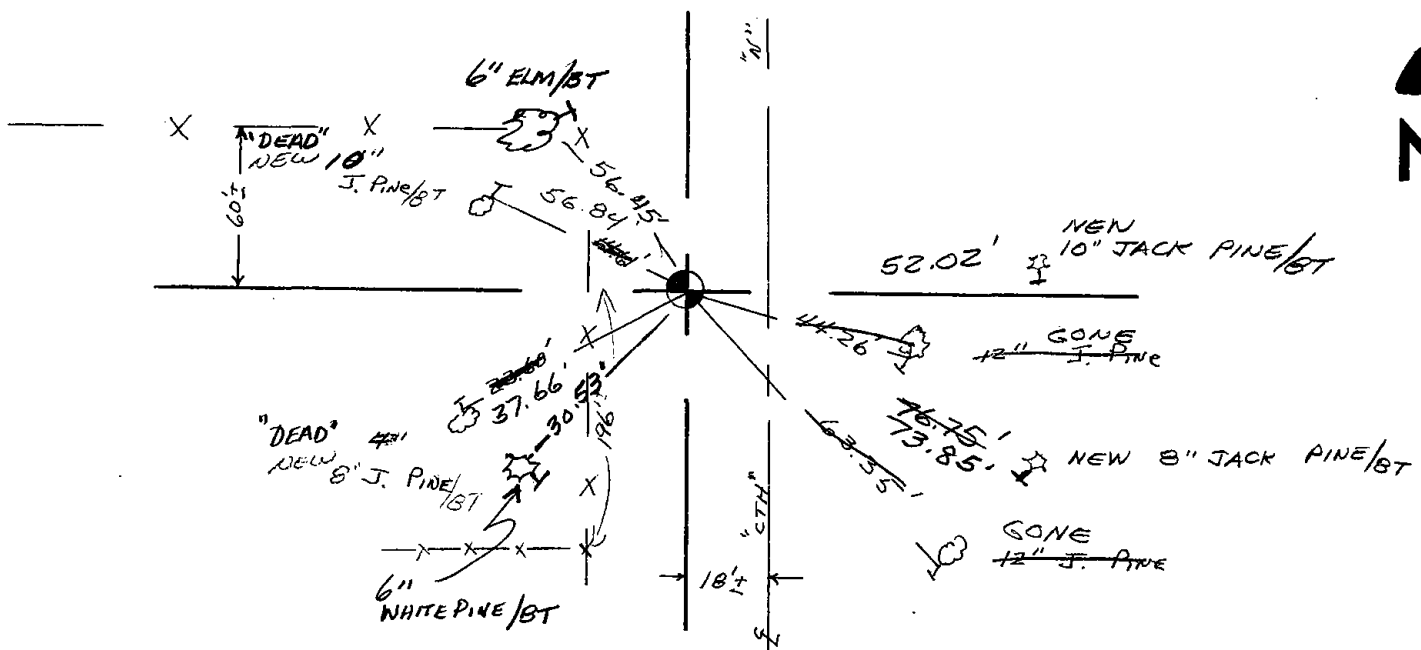 "N"
6" ELM/BT
"DEAD"
NEW 10"
J. PINE/BT
60'±
56.45'
56.84'
N
NEW
52.02' 10" JACK PINE/BT
44.26'
GONE
12" J. PINE
37.66'
30.53'
196'±
"DEAD"
NEW
8" J. PINE/BT
76.75'
73.85' NEW 8" JACK PINE/BT
63.35'
"CTH"
GONE
12" J. PINE
18'±
6"
WHITE PINE/BT